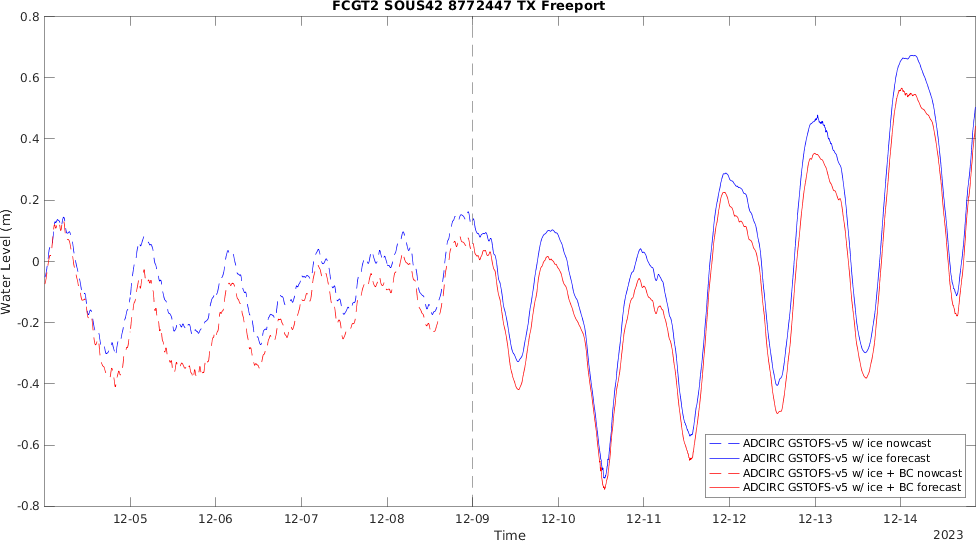 FCGT2 SOUS42 8772447 TX Freeport
0.8
0.6
0.4
0.2
0
-0.2
-0.4
-0.6
-0.8
Water Level (m)
12-05 12-06 12-07 12-08 12-09 12-10 12-11 12-12 12-13 12-14
Time
2023
ADCIRC GSTOFS-v5 w/ ice nowcast
ADCIRC GSTOFS-v5 w/ ice forecast
ADCIRC GSTOFS-v5 w/ ice + BC nowcast
ADCIRC GSTOFS-v5 w/ ice + BC forecast